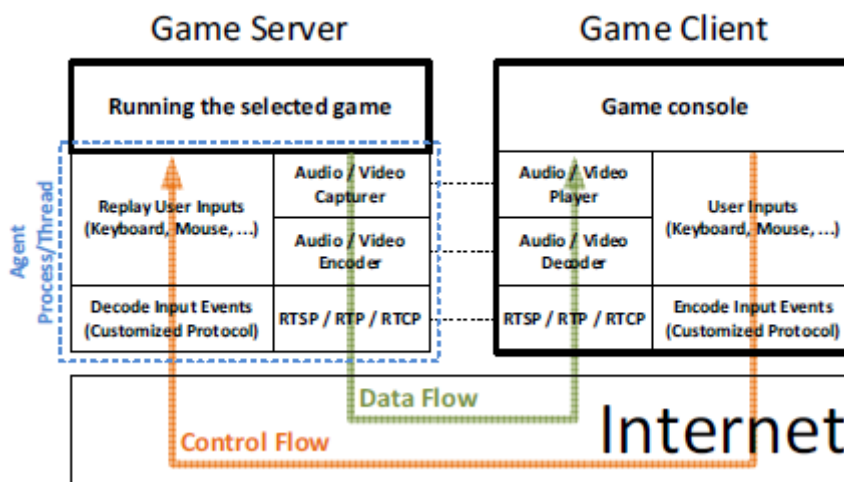 Game Server
Game Client
Running the selected game
Game console
Agent
Process/Thread
Replay User Inputs
(Keyboard, Mouse, ...)
Audio / Video
Capturer
Audio / Video
Encoder
Decode Input Events
(Customized Protocol)
RTSP / RTP / RTCP
Audio / Video
Player
Audio / Video
Decoder
RTSP / RTP / RTCP
User Inputs
(Keyboard, Mouse, ...)
Encode Input Events
(Customized Protocol)
Data Flow
Control Flow
Internet